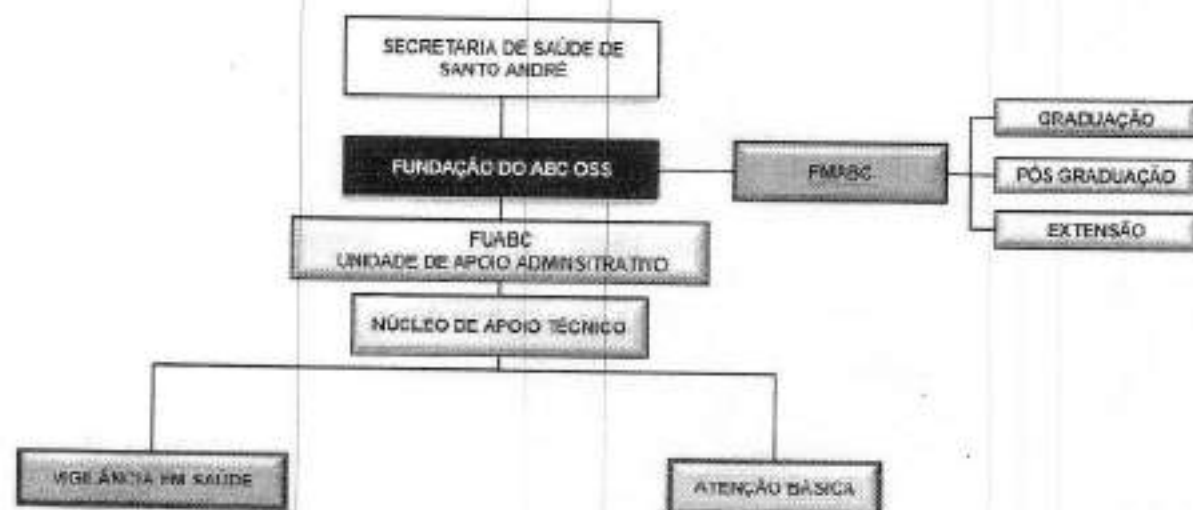 SECRETARIA DE SAÚDE DE
SANTO ANDRÉ
FUNDAÇÃO DO ABC OSS
FMABC
GRADUAÇÃO
PÓS GRADUAÇÃO
EXTENSÃO
FUABC
UNIDADE DE APOIO ADMINSITRATIVO
NÚCLEO DE APOIO TÉCNICO
VIGILÂNCIA EM SAÚDE
ATENÇÃO BÁSICA